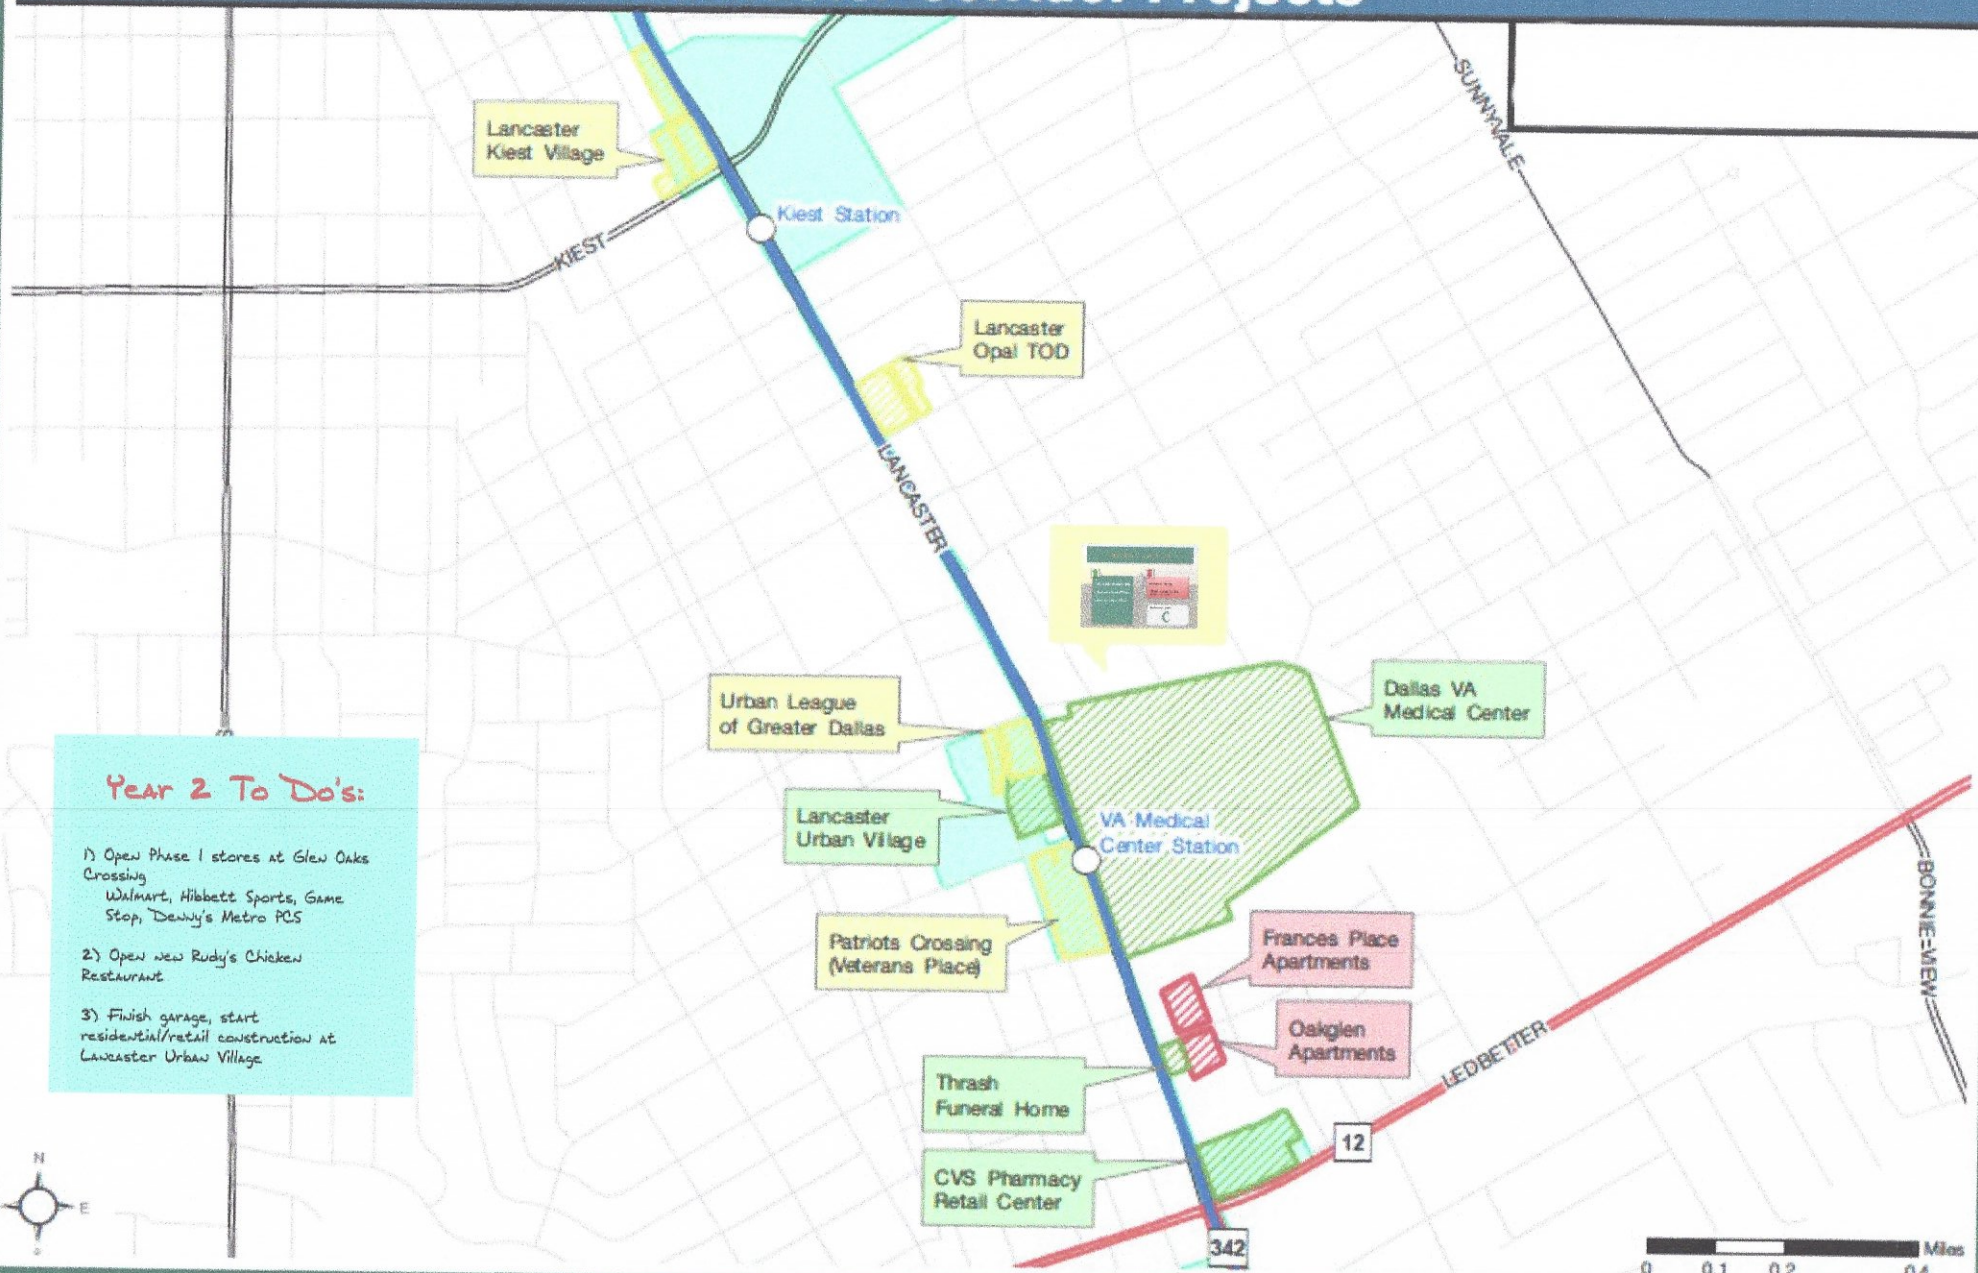 Projects
SUNNYVALE
Lancaster
Kiest Village
Kiest Station
KIEST
Lancaster
Opal TOD
LANCASTER
Urban League
of Greater Dallas
Dallas VA
Medical Center
Lancaster
Urban Village
VA Medical
Center Station
Patriots Crossing
(Veterans Place)
Frances Place
Apartments
Oakglen
Apartments
Thrash
Funeral Home
CVS Pharmacy
Retail Center
LEDBETTER
BONNIE VIEW
12
342
S
Year 2 To Do's:
1) Open Phase 1 stores at Glen Oaks
Crossing
Walmart, Hibbett Sports, Game
Stop, Denny's Metro PCS
2) Open new Rudy's Chicken
Restaurant
3) Finish garage, start
residential/retail construction at
Lancaster Urban Village
N
E
C
Miles
0 0.1 0.2 0.4